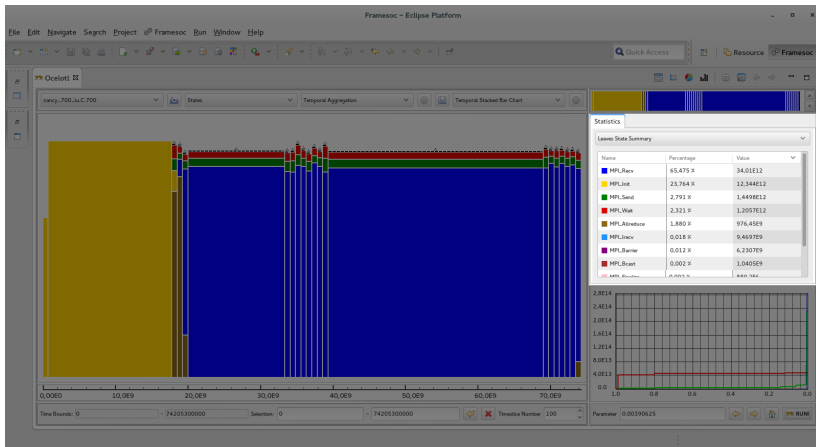 Framesoc - Eclipse Platform
File Edit Navigate Search Project Framesoc Run Window Help
Quick Access
Resource
Framesoc
Ocelotl
States
Temporal Aggregation
Temporal Stacked Bar Chart
Statistics
Leaves State Summary
Name Percentage Value
MPI_Recv 65,475 % 34,01E12
MPI_Init 23,764 % 12,344E12
MPI_Send 2,791 % 1,4498E12
MPI_Wait 2,321 % 1,2057E12
MPI_Allreduce 1,880 % 976,45E9
MPI_Irecv 0,018 % 9,4697E9
MPI_Barrier 0,012 % 6,2307E9
MPI_Bcast 0,002 % 1,0405E9
2,8E14
2,4E14
2,0E14
1,6E14
1,2E14
8,0E13
4,0E13
0,0
1.0 0.8 0.6 0.4 0.2 0.0
0,00E0 10,0E9 20,0E9 30,0E9 40,0E9 50,0E9 60,0E9 70,0E9
Time Bounds: 0 - 74205300000 Selection: 0 - 74205300000 Timeslice Number 100
Parameter 0.00390625 RUN!